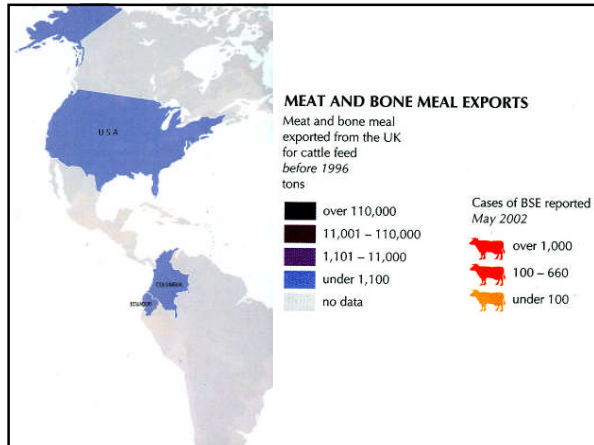 USA
COLOMBIA
ECUADOR
MEAT AND BONE MEAL EXPORTS
Meat and bone meal
exported from the UK
for cattle feed
before 1996
tons
over 110,000
11,001 – 110,000
1,101 – 11,000
under 1,100
no data
Cases of BSE reported
May 2002
over 1,000
100 – 660
under 100